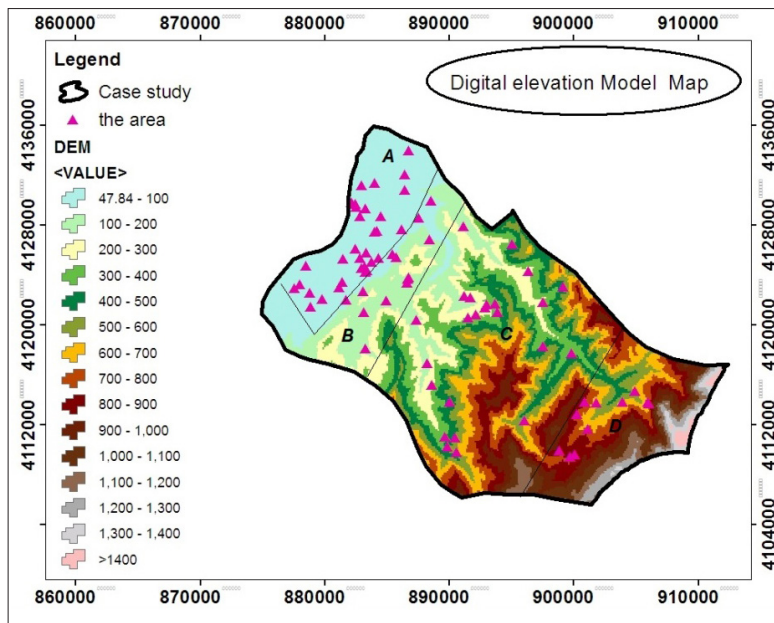 860000 870000 880000 890000 900000 910000
Legend
Case study
the area
DEM
<VALUE>
47.84 - 100
100 - 200
200 - 300
300 - 400
400 - 500
500 - 600
600 - 700
700 - 800
800 - 900
900 - 1,000
1,000 - 1,100
1,100 - 1,200
1,200 - 1,300
1,300 - 1,400
>1400
Digital elevation Model Map
A
B
C
D
4136000
4128000
4120000
4112000
4104000
4136000
4128000
4120000
4112000
4104000
860000 870000 880000 890000 900000 910000